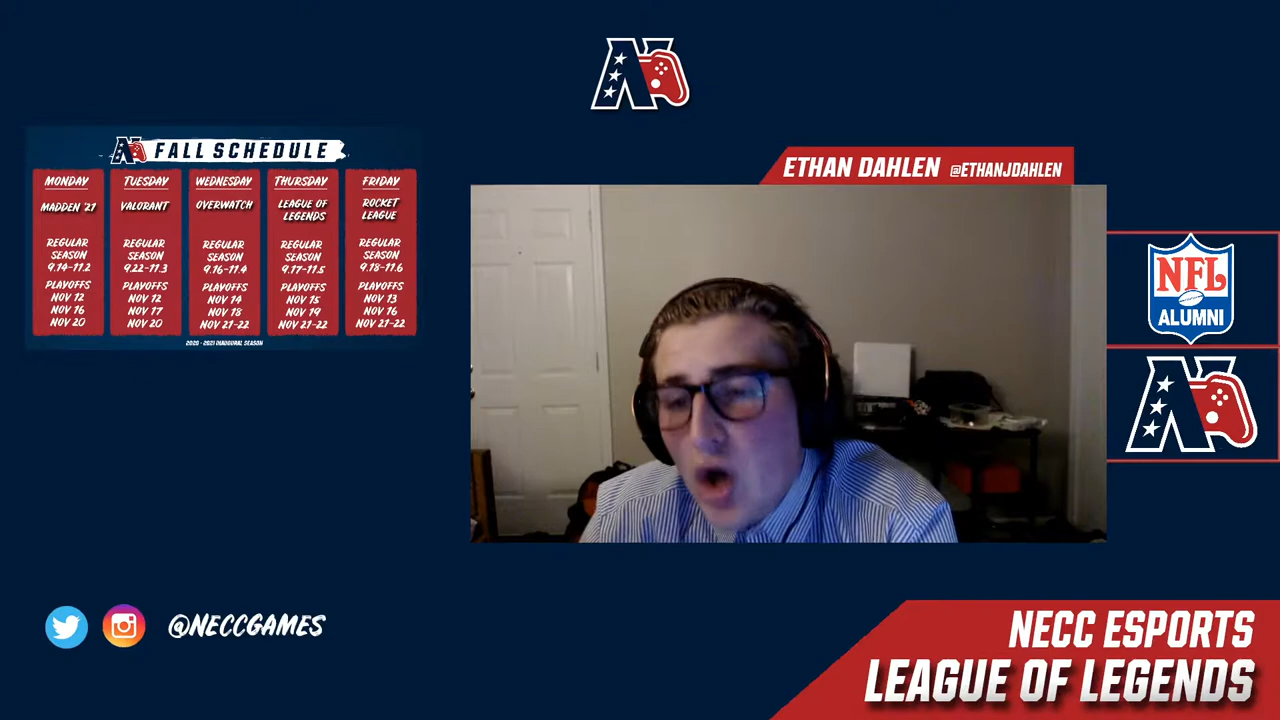 FALL SCHEDULE
MONDAY
MADDEN '21
REGULAR
SEASON
9.14-11.2
PLAYOFFS
NOV 12
NOV 16
NOV 20
TUESDAY
VALORANT
REGULAR
SEASON
9.22-11.3
PLAYOFFS
NOV 12
NOV 17
NOV 20
WEDNESDAY
OVERWATCH
REGULAR
SEASON
9.16-11.4
PLAYOFFS
NOV 14
NOV 18
NOV 21-22
THURSDAY
LEAGUE OF
LEGENDS
REGULAR
SEASON
9.17-11.5
PLAYOFFS
NOV 15
NOV 19
NOV 21-22
FRIDAY
ROCKET
LEAGUE
REGULAR
SEASON
9.18-11.6
PLAYOFFS
NOV 13
NOV 16
NOV 21-22
2020 - 2021 INAUGURAL SEASON
ETHAN DAHLEN @ETHANJDAHLEN
NFL
ALUMNI
@NECCGAMES
NECC ESPORTS
LEAGUE OF LEGENDS